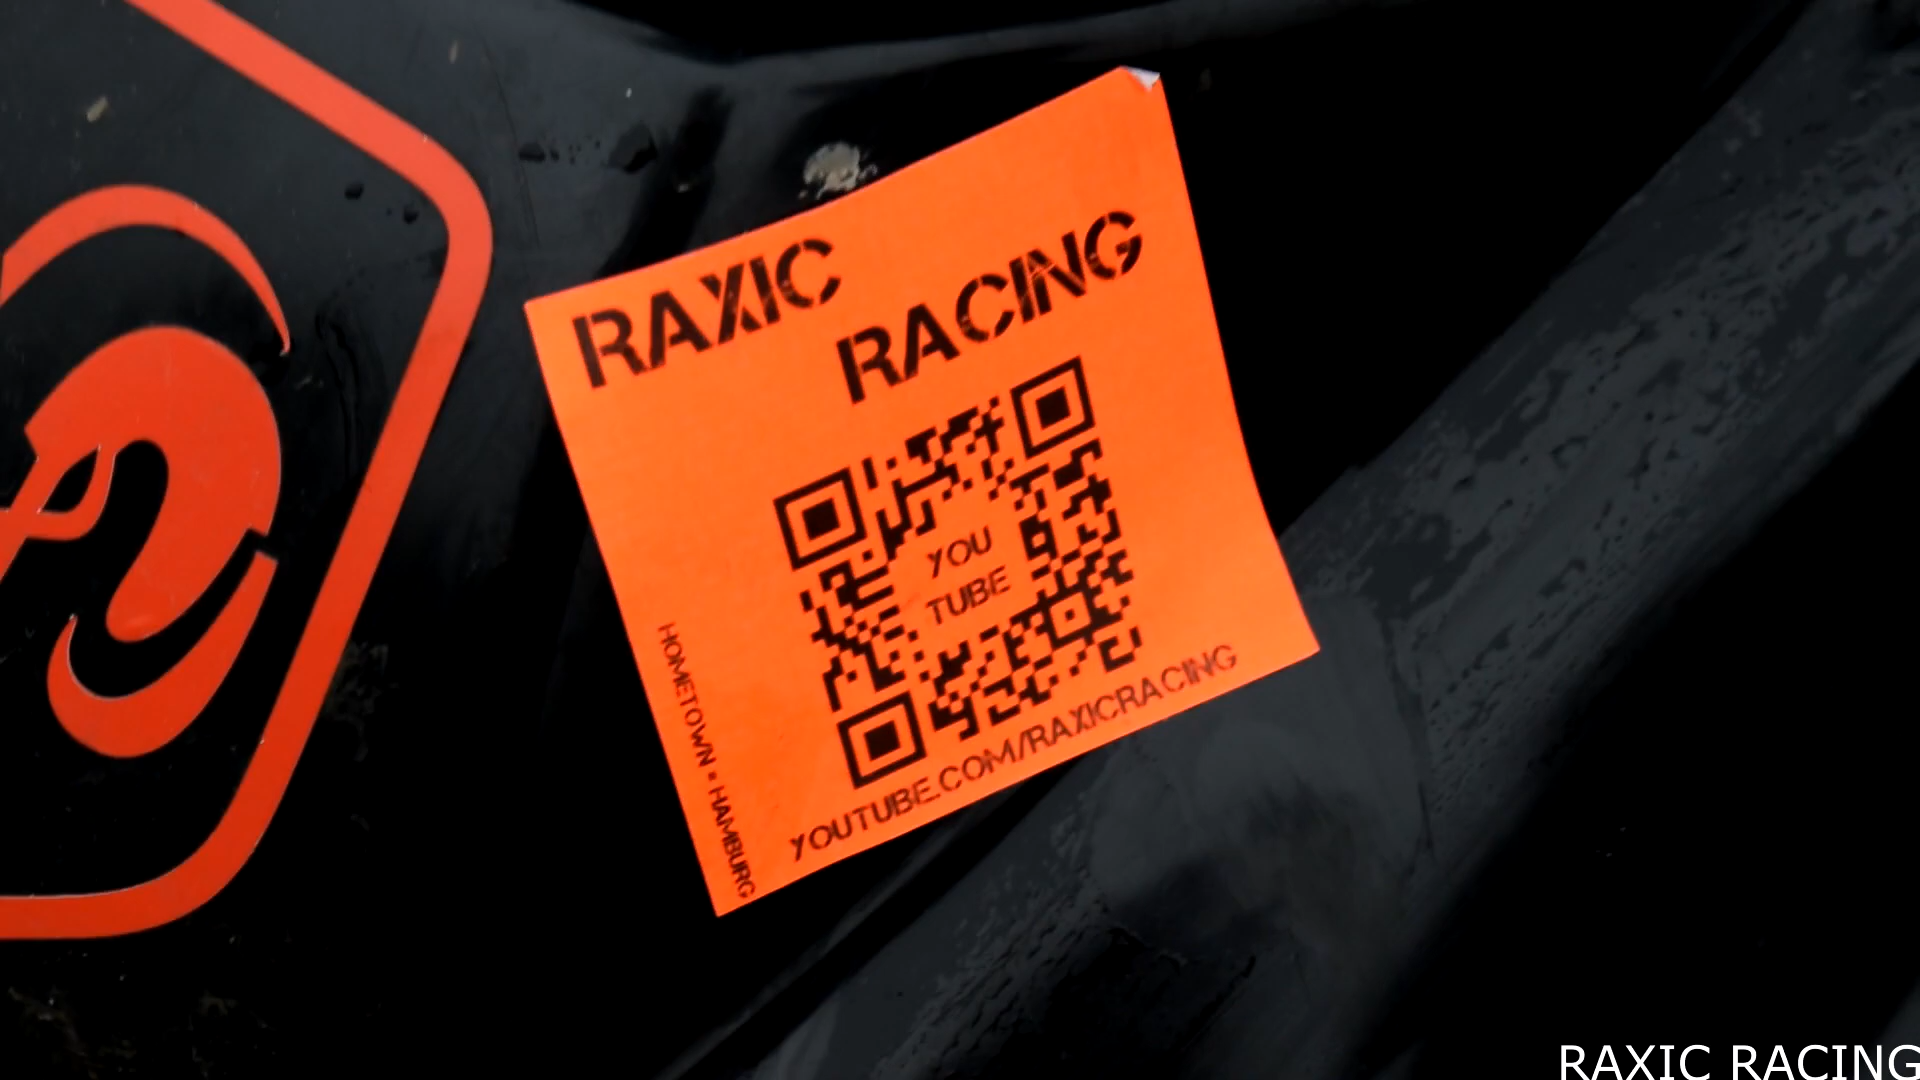 RAXIC
RACING
YOU
TUBE
HOMETOWN = HAMBURG
YOUTUBE.COM/RAXICRACING
RAXIC RACING